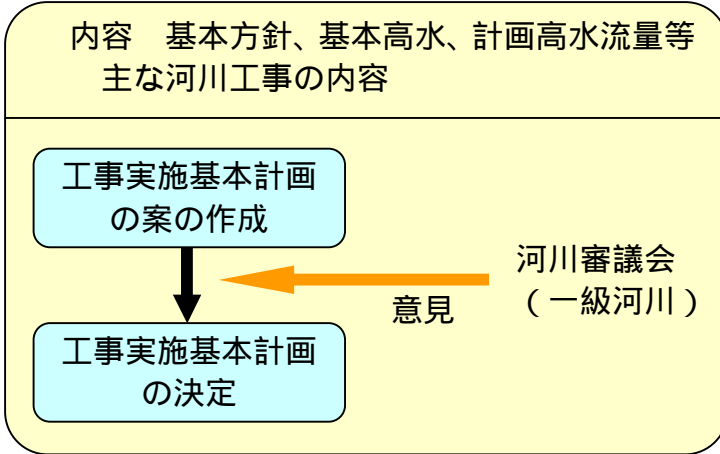 内容　基本方針、基本高水、計画高水流量等
主な河川工事の内容
工事実施基本計画
の案の作成
河川審議会
（一級河川）
意見
工事実施基本計画
の決定